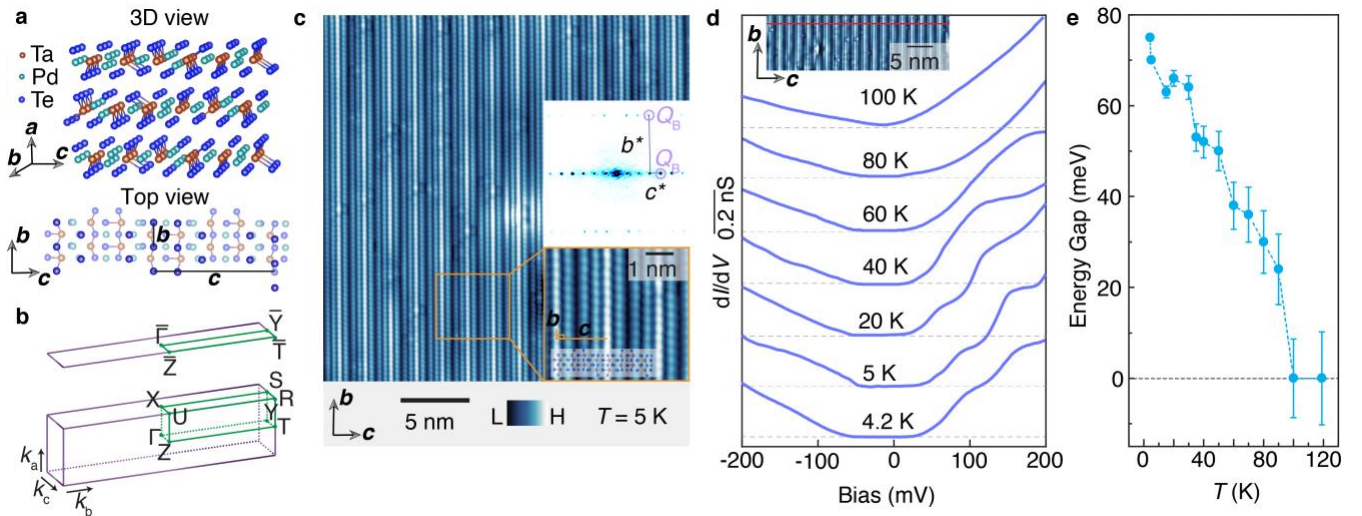 a
3D view
Ta
Pd
Te
a
b
c
Top view
b
b
c
c
b
Γ̅
Y̅
Z̅
T̅
S
X
R
U
Y
Γ
T
Z
k_a
k_c
k_b
c
Q_B
b*
Q_B
c*
1 nm
b
c
b
c
5 nm
L H
T = 5 K
d
b
c
5 nm
100 K
80 K
60 K
40 K
20 K
5 K
4.2 K
dI/dV
0.2 nS
-200 -100 0 100 200
Bias (mV)
e
80
60
40
20
0
Energy Gap (meV)
0 40 80 120
T (K)